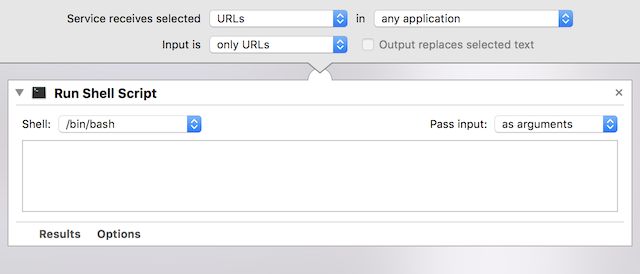 Service receives selected URLs in any application
Input is only URLs Output replaces selected text
Run Shell Script
Shell: /bin/bash Pass input: as arguments
Results Options